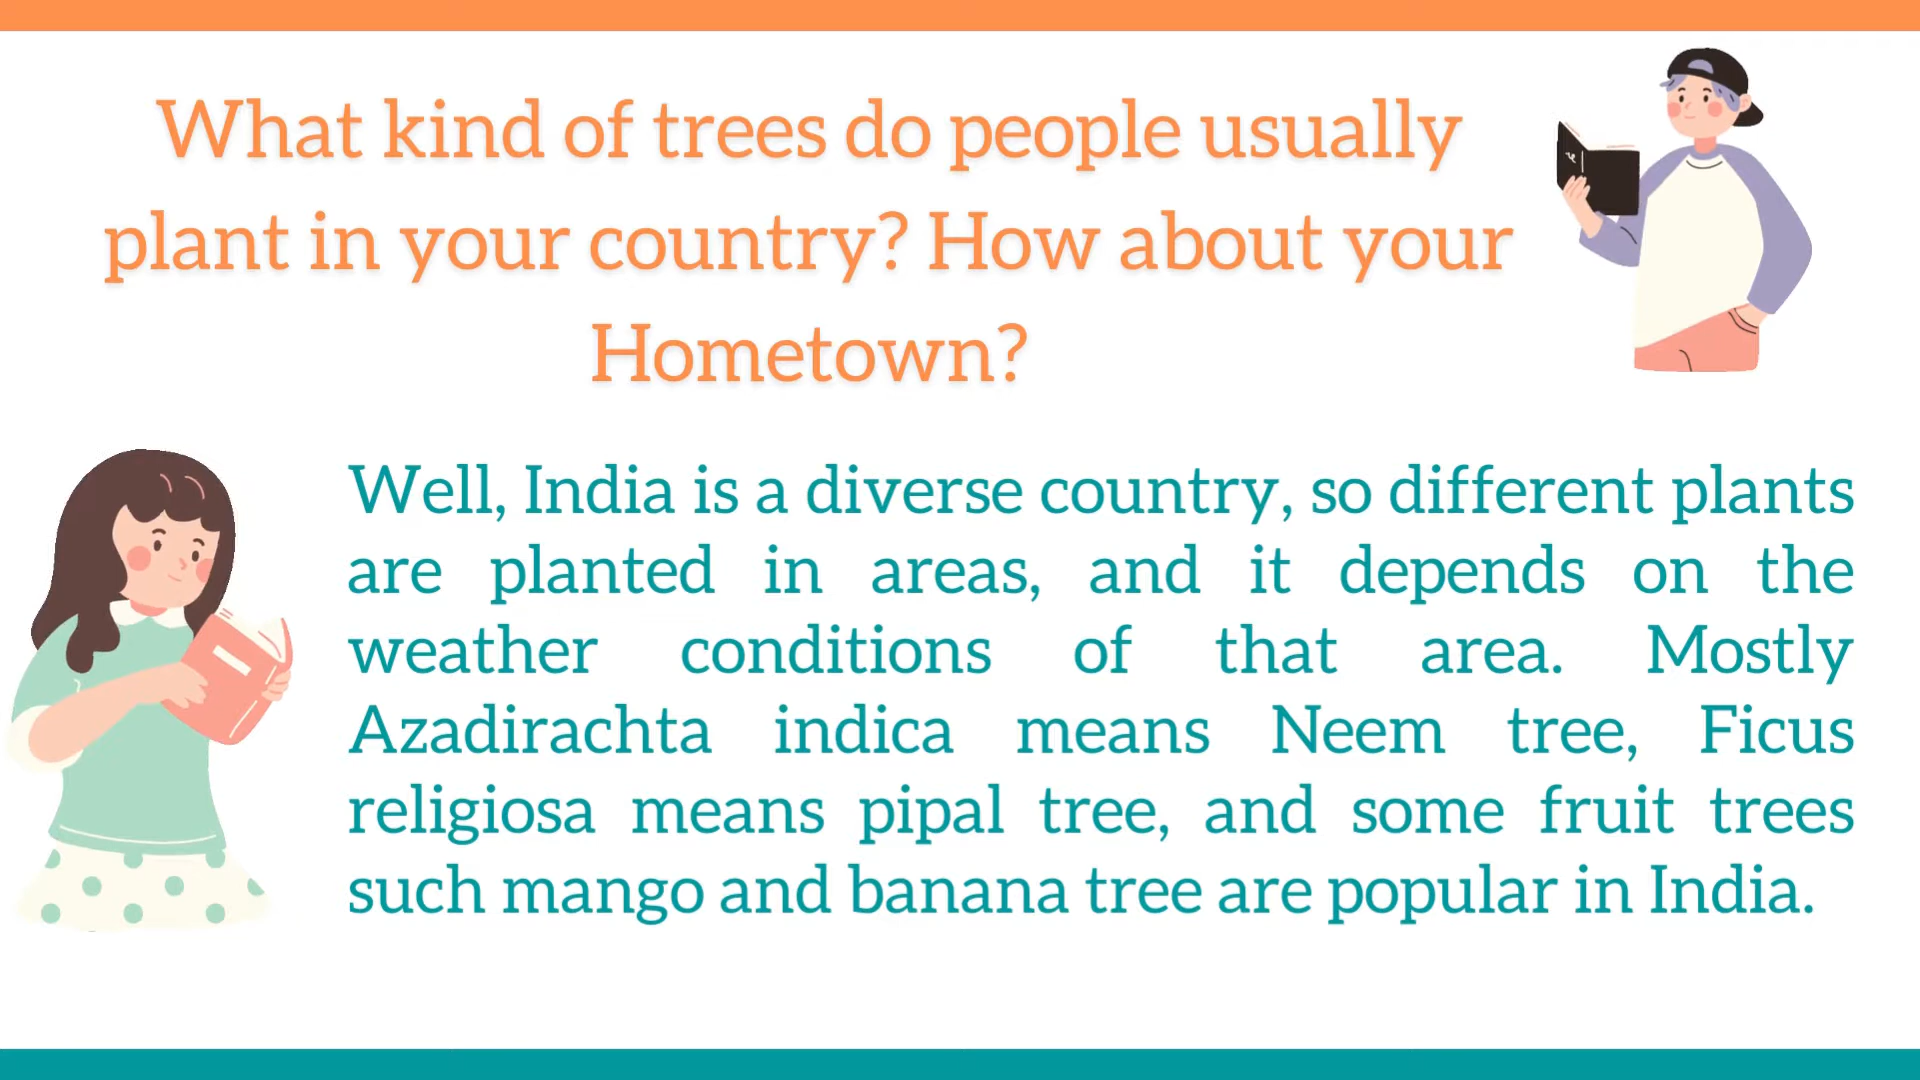 What kind of trees do people usually
plant in your country? How about your
Hometown?
Well, India is a diverse country, so different plants
are planted in areas, and it depends on the
weather conditions of that area. Mostly
Azadirachta indica means Neem tree, Ficus
religiosa means pipal tree, and some fruit trees
such mango and banana tree are popular in India.